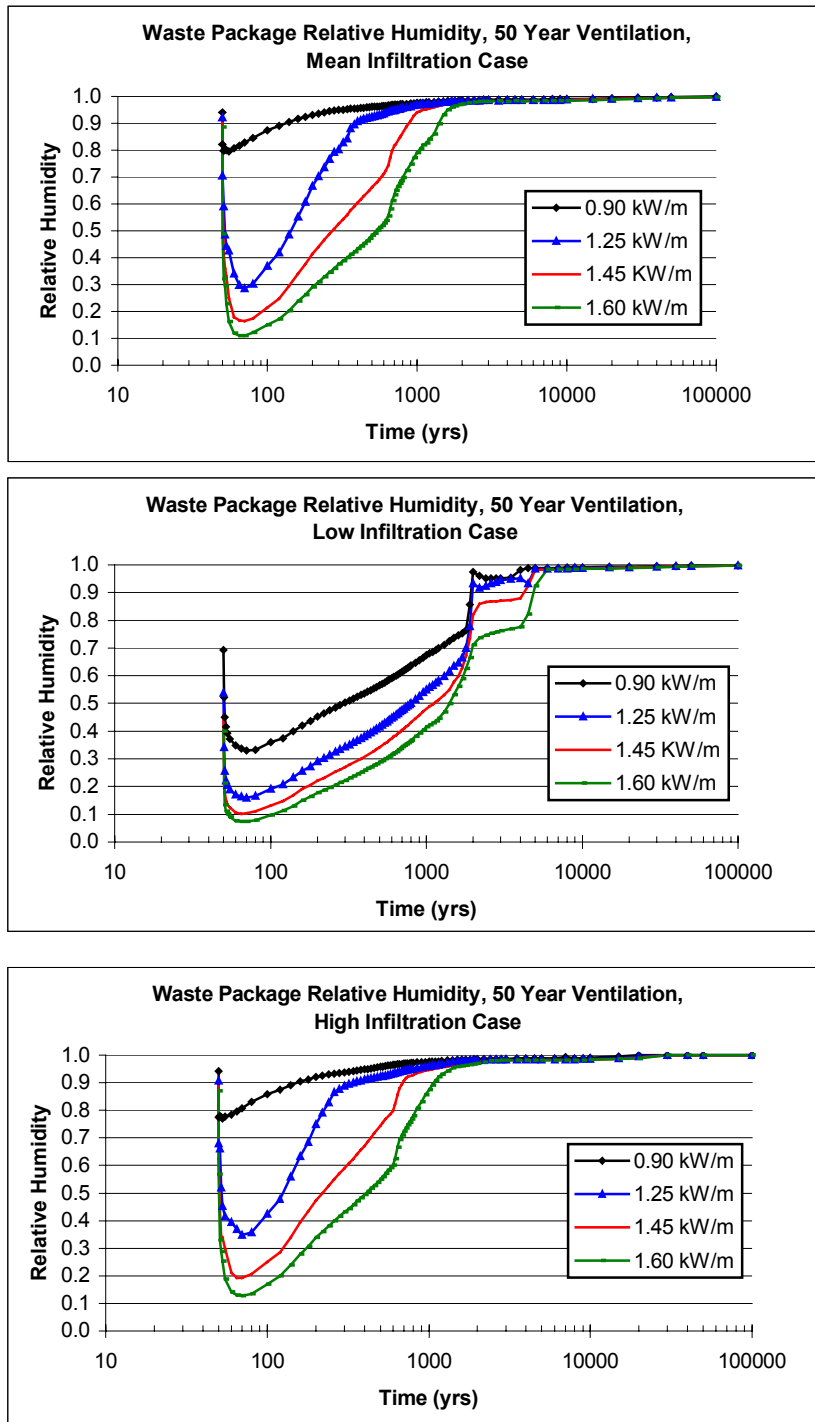 Waste Package Relative Humidity, 50 Year Ventilation,
Mean Infiltration Case
1.0
0.9
0.8
0.7
0.6
0.5
0.4
0.3
0.2
0.1
0.0
Relative Humidity
0.90 kW/m
1.25 kW/m
1.45 KW/m
1.60 kW/m
10 100 1000 10000 100000
Time (yrs)
Waste Package Relative Humidity, 50 Year Ventilation,
Low Infiltration Case
1.0
0.9
0.8
0.7
0.6
0.5
0.4
0.3
0.2
0.1
0.0
Relative Humidity
0.90 kW/m
1.25 kW/m
1.45 KW/m
1.60 kW/m
10 100 1000 10000 100000
Time (yrs)
Waste Package Relative Humidity, 50 Year Ventilation,
High Infiltration Case
1.0
0.9
0.8
0.7
0.6
0.5
0.4
0.3
0.2
0.1
0.0
Relative Humidity
0.90 kW/m
1.25 kW/m
1.45 KW/m
1.60 kW/m
10 100 1000 10000 100000
Time (yrs)